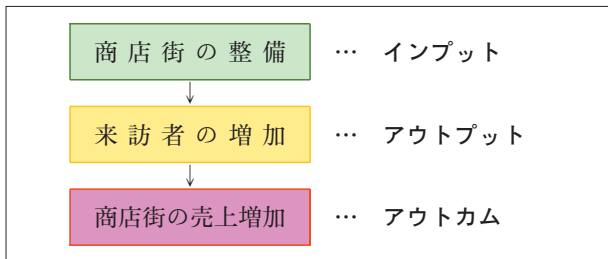 商店街の整備 … インプット
来訪者の増加 … アウトプット
商店街の売上増加 … アウトカム